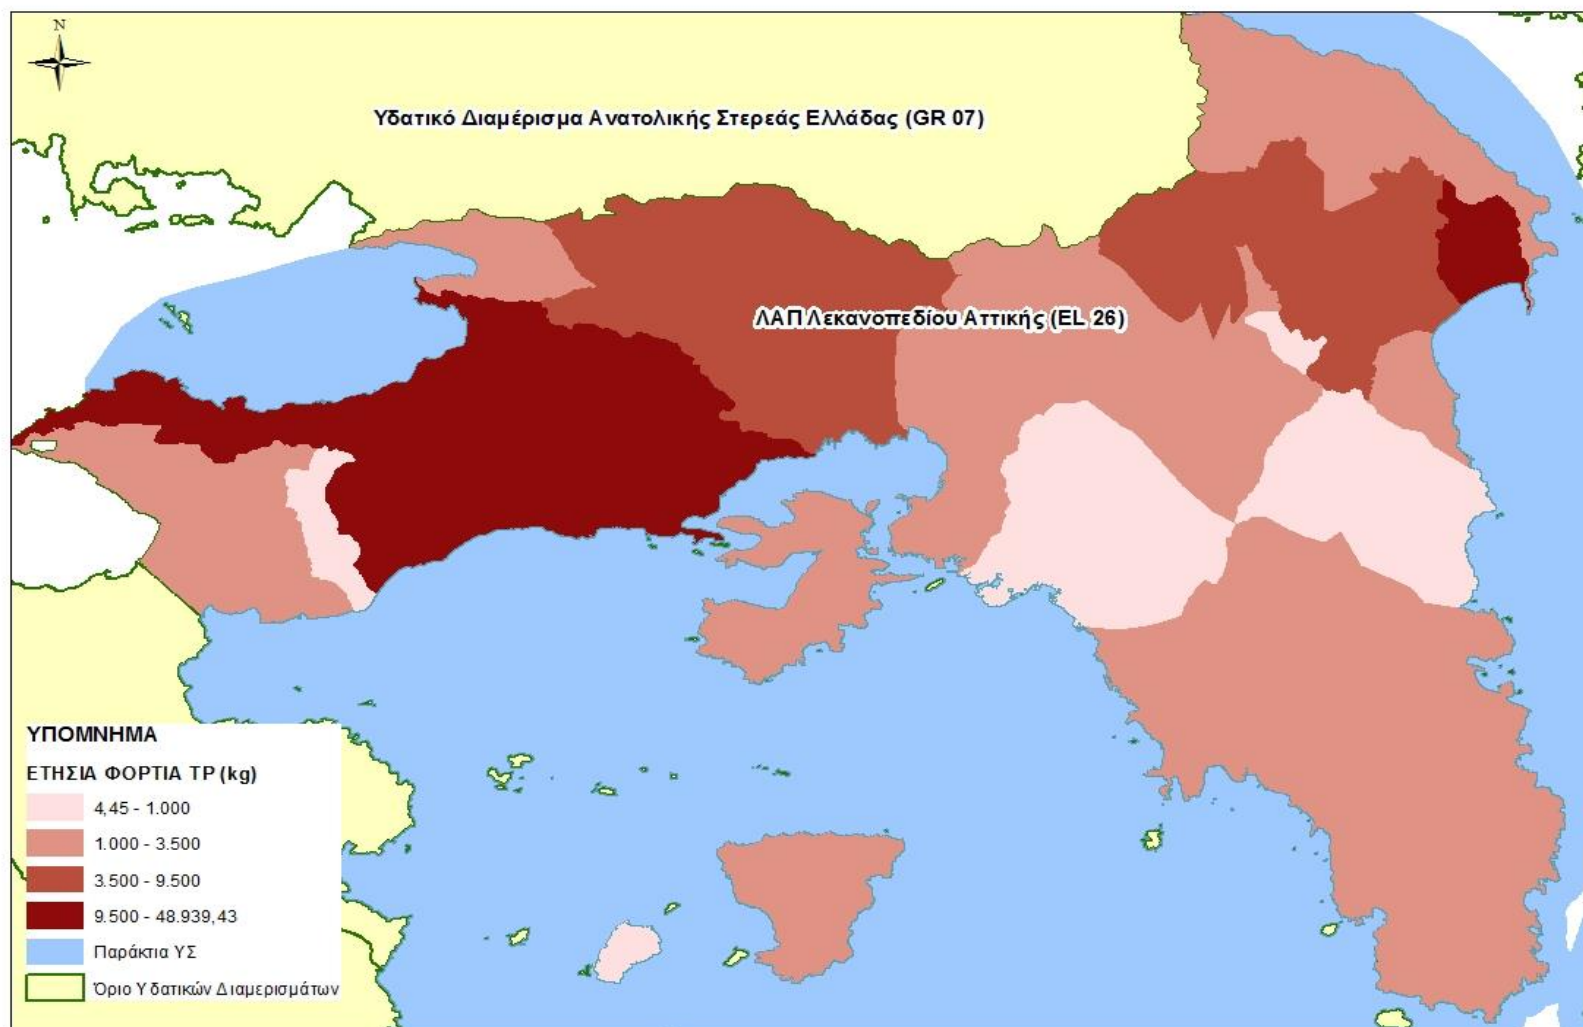 N
Υδατικό Διαμέρισμα Ανατολικής Στερεάς Ελλάδας (GR 07)
ΛΑΠ Λεκανοπεδίου Αττικής (EL 26)
ΥΠΟΜΝΗΜΑ
ΕΤΗΣΙΑ ΦΟΡΤΙΑ TP (kg)
4,45 - 1.000
1.000 - 3.500
3.500 - 9.500
9.500 - 48.939,43
Παράκτια ΥΣ
Όριο Υδατικών Διαμερισμάτων